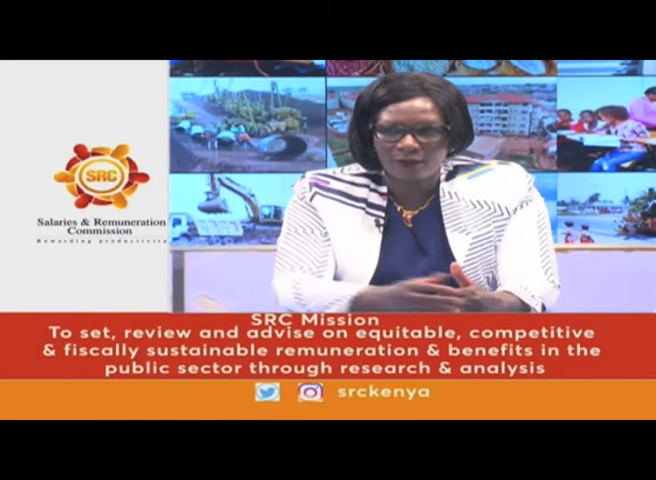 SRC
Salaries & Remuneration
Commission
Rewarding productivity
SRC Mission
To set, review and advise on equitable, competitive
& fiscally sustainable remuneration & benefits in the
public sector through research & analysis
srckenya